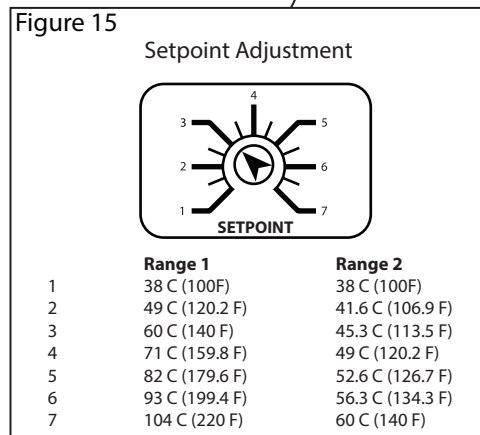 Figure 15
Setpoint Adjustment
4
3 5
2 6
1 7
SETPOINT
Range 1 Range 2
1 38 C (100F) 38 C (100F)
2 49 C (120.2 F) 41.6 C (106.9 F)
3 60 C (140 F) 45.3 C (113.5 F)
4 71 C (159.8 F) 49 C (120.2 F)
5 82 C (179.6 F) 52.6 C (126.7 F)
6 93 C (199.4 F) 56.3 C (134.3 F)
7 104 C (220 F) 60 C (140 F)